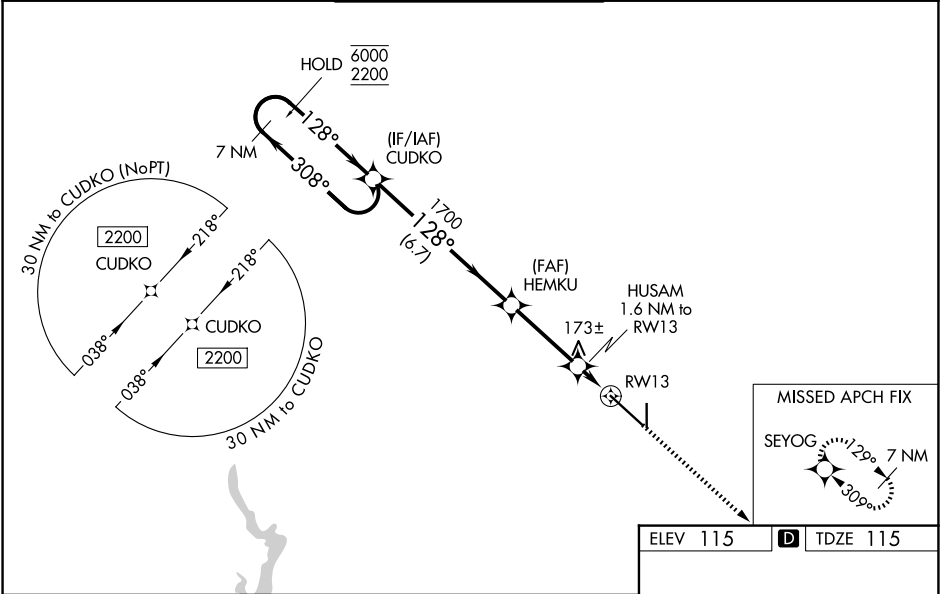 HOLD 6000
2200
7 NM
128°
308°
(IF/IAF)
CUDKO
1700
128°
(6.7)
(FAF)
HEMKU
HUSAM
1.6 NM to
RW13
173±
RW13
30 NM to CUDKO (NoPT)
2200
CUDKO
218°
038°
218°
CUDKO
2200
038°
30 NM to CUDKO
MISSED APCH FIX
SEYOG
129°
7 NM
309°
ELEV 115 D TDZE 115